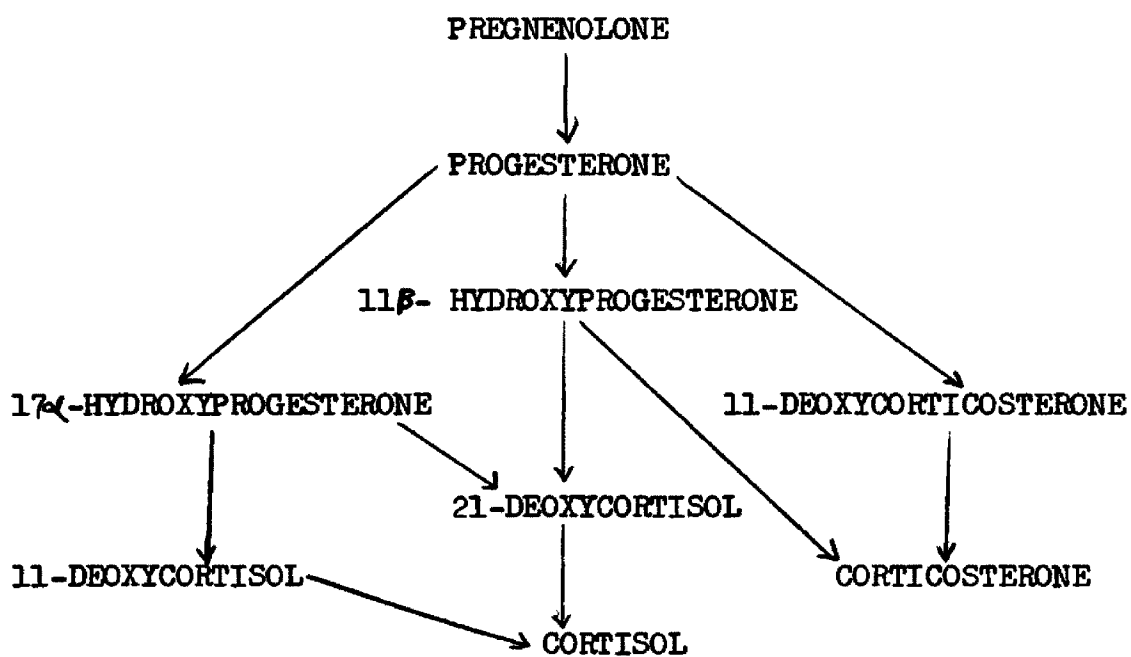 PREGNENOLONE
PROGESTERONE
11β- HYDROXYPROGESTERONE
17α-HYDROXYPROGESTERONE
11-DEOXYCORTICOSTERONE
21-DEOXYCORTISOL
11-DEOXYCORTISOL
CORTICOSTERONE
CORTISOL